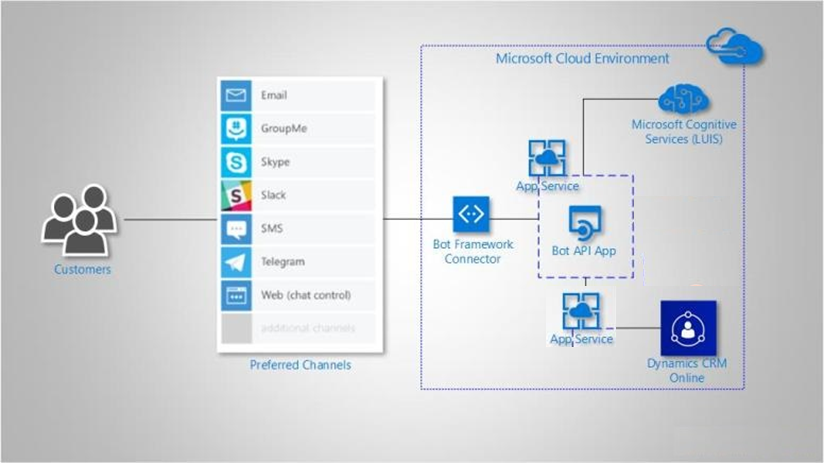 Microsoft Cloud Environment
Email
GroupMe
Skype
Slack
SMS
Telegram
Web (chat control)
additional channels
Preferred Channels
Customers
Bot Framework
Connector
App Service
Bot API App
Microsoft Cognitive
Services (LUIS)
App Service
Dynamics CRM
Online